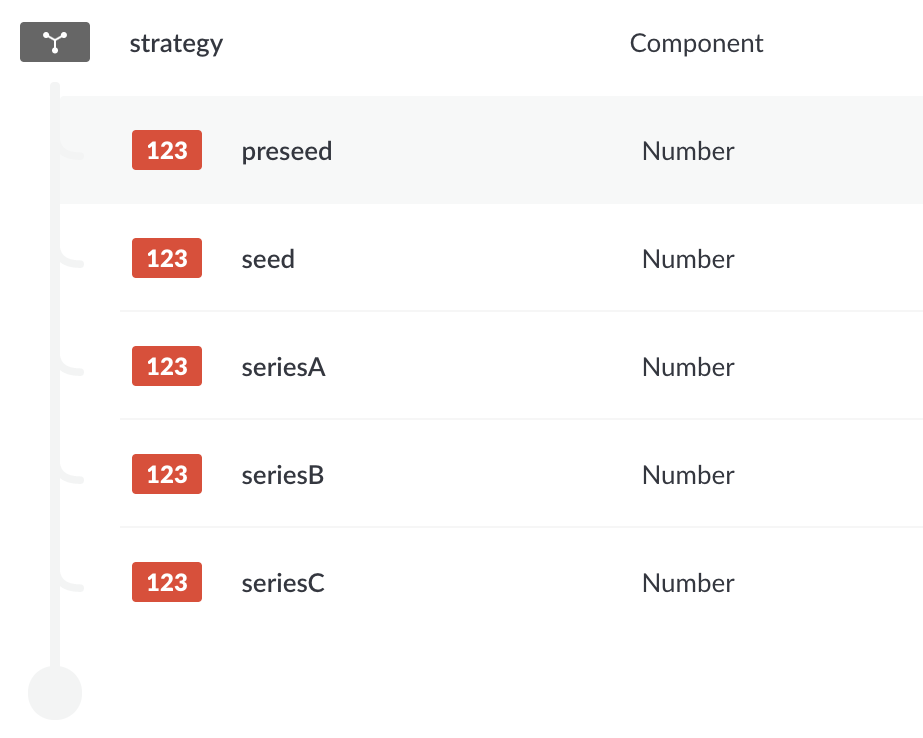 strategy Component
123 preseed Number
123 seed Number
123 seriesA Number
123 seriesB Number
123 seriesC Number